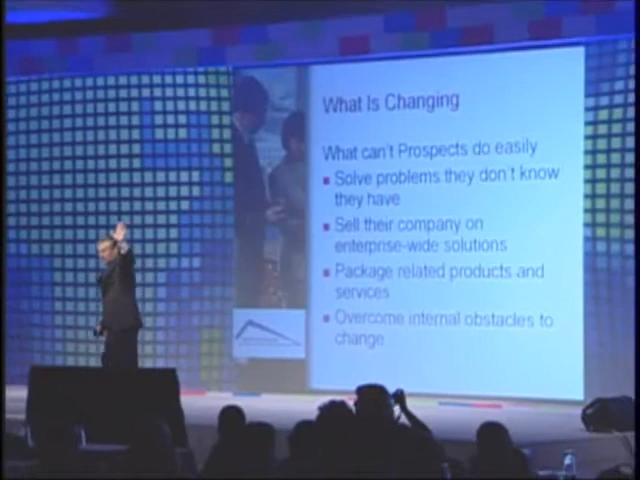 What Is Changing
What can't Prospects do easily
Solve problems they don't know
they have
Sell their company on
enterprise-wide solutions
Package related products and
services
Overcome internal obstacles to
change